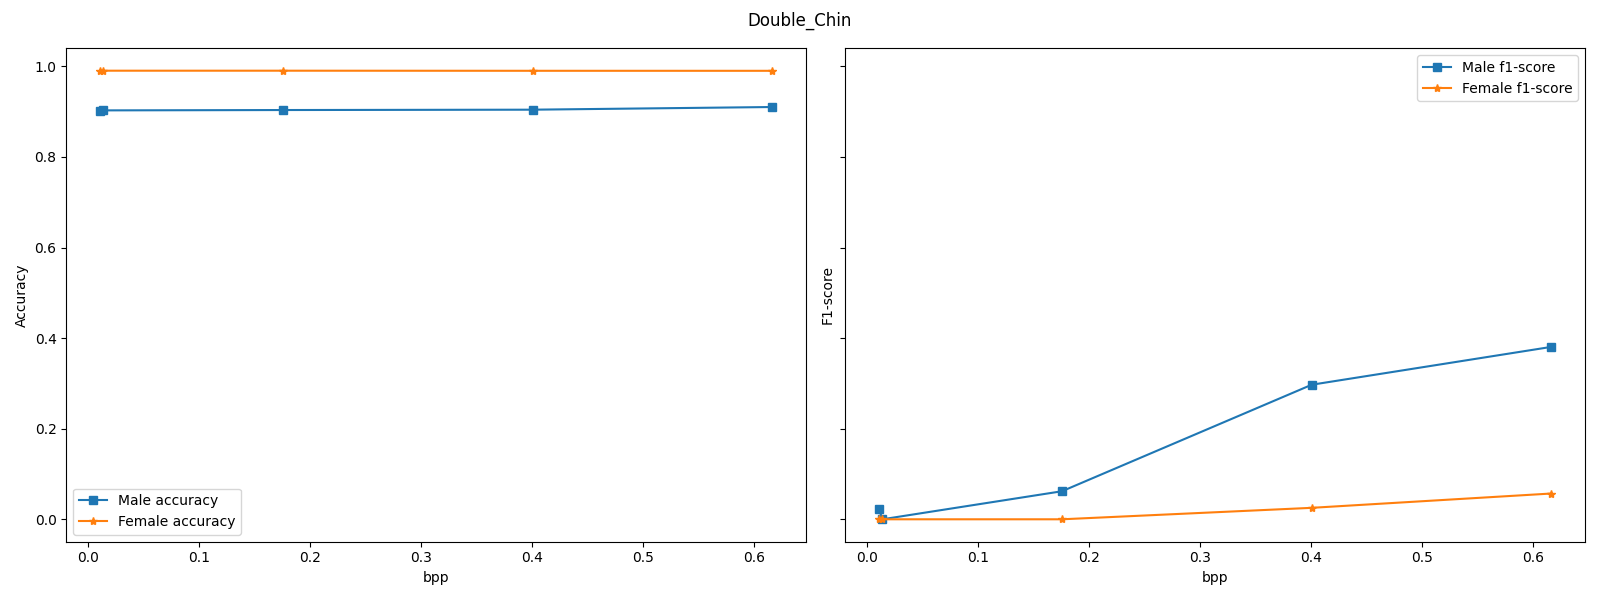 Double_Chin
Accuracy
1.0
0.8
0.6
0.4
0.2
0.0
Male accuracy
Female accuracy
0.0 0.1 0.2 0.3 0.4 0.5 0.6
bpp
F1-score
Male f1-score
Female f1-score
0.0 0.1 0.2 0.3 0.4 0.5 0.6
bpp